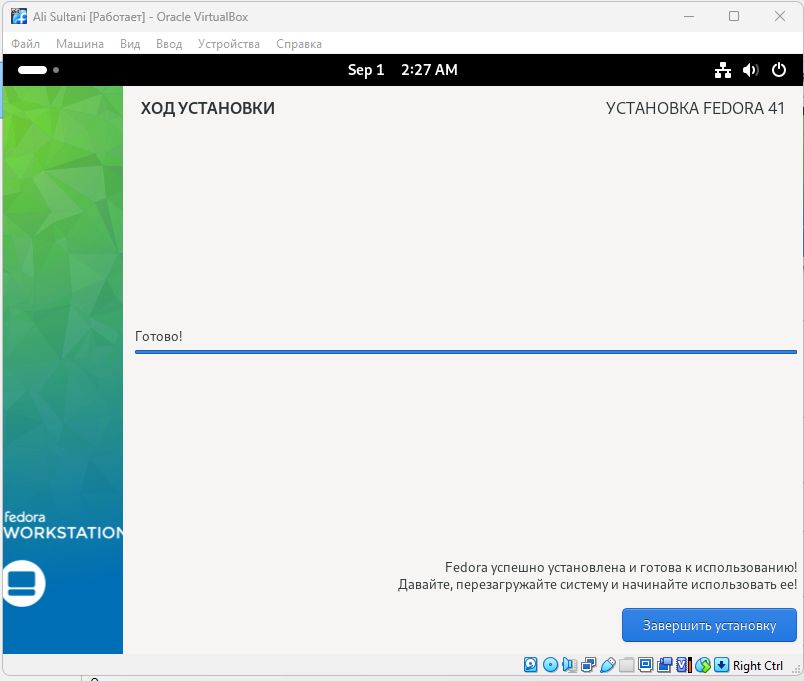 Ali Sultani [Работает] - Oracle VirtualBox
Файл Машина Вид Ввод Устройства Справка
Sep 1 2:27 AM
ХОД УСТАНОВКИ
УСТАНОВКА FEDORA 41
Готово!
fedora
WORKSTATION
Fedora успешно установлена и готова к использованию!
Давайте, перезагружайте систему и начинайте использовать ее!
Завершить установку
Right Ctrl